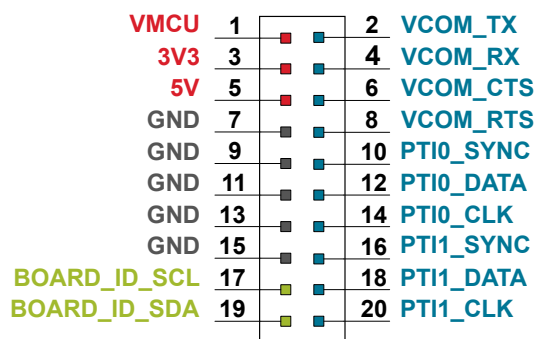 VMCU 1 2 VCOM_TX
3V3 3 4 VCOM_RX
5V 5 6 VCOM_CTS
GND 7 8 VCOM_RTS
GND 9 10 PTI0_SYNC
GND 11 12 PTI0_DATA
GND 13 14 PTI0_CLK
GND 15 16 PTI1_SYNC
BOARD_ID_SCL 17 18 PTI1_DATA
BOARD_ID_SDA 19 20 PTI1_CLK